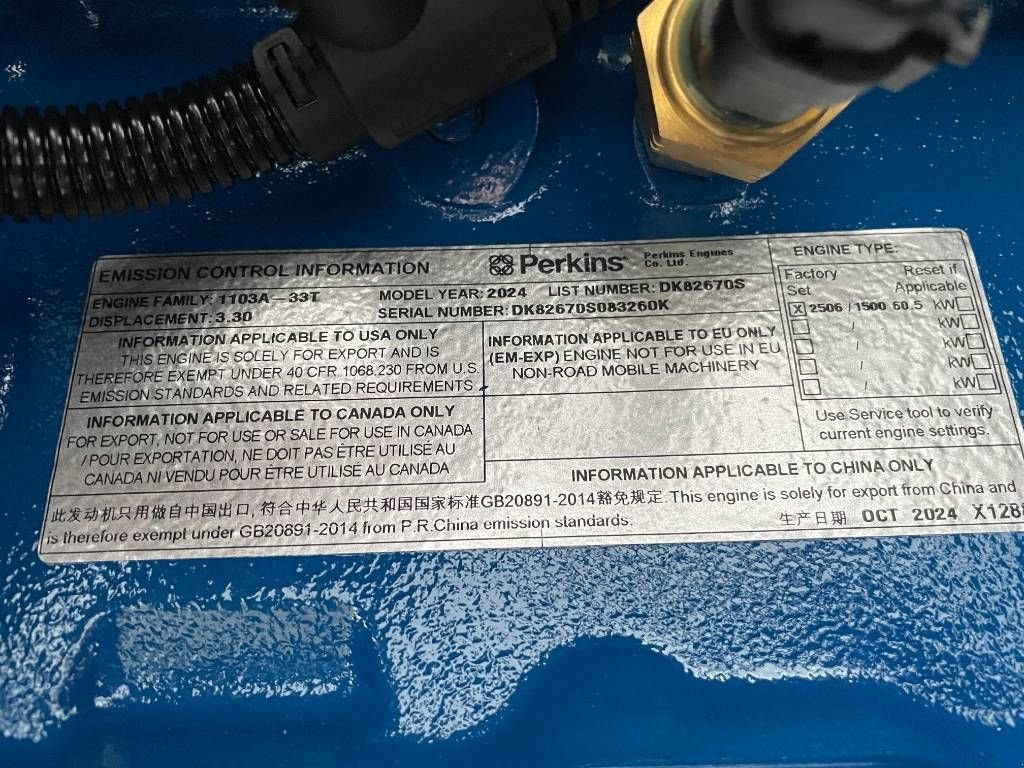 EMISSION CONTROL INFORMATION
Perkins®
Perkins Engines
Co. Ltd.
ENGINE FAMILY: 1103A-33T
MODEL YEAR: 2024 LIST NUMBER: DK82670S
DISPLACEMENT: 3.30
SERIAL NUMBER: DK82670S083260K
INFORMATION APPLICABLE TO USA ONLY
THIS ENGINE IS SOLELY FOR EXPORT AND IS
THEREFORE EXEMPT UNDER 40 CFR 1068.230 FROM U.S.
EMISSION STANDARDS AND RELATED REQUIREMENTS
INFORMATION APPLICABLE TO EU ONLY
(EM-EXP) ENGINE NOT FOR USE IN EU
NON-ROAD MOBILE MACHINERY
INFORMATION APPLICABLE TO CANADA ONLY
FOR EXPORT, NOT FOR USE OR SALE FOR USE IN CANADA
/ POUR EXPORTATION, NE DOIT PAS ÊTRE UTILISÉ AU
CANADA NI VENDU POUR ÊTRE UTILISÉ AU CANADA
ENGINE TYPE:
Factory Reset if
Set Applicable
X 2506 / 1500 60.5 kW
/ kW
/ kW
/ kW
/ kW
Use Service tool to verify
current engine settings.
INFORMATION APPLICABLE TO CHINA ONLY
此发动机只用做自中国出口, 符合中华人民共和国国家标准GB20891-2014豁免规定. This engine is solely for export from China and
is therefore exempt under GB20891-2014 from P.R.China emission standards.
生产日期 OCT 2024 X128